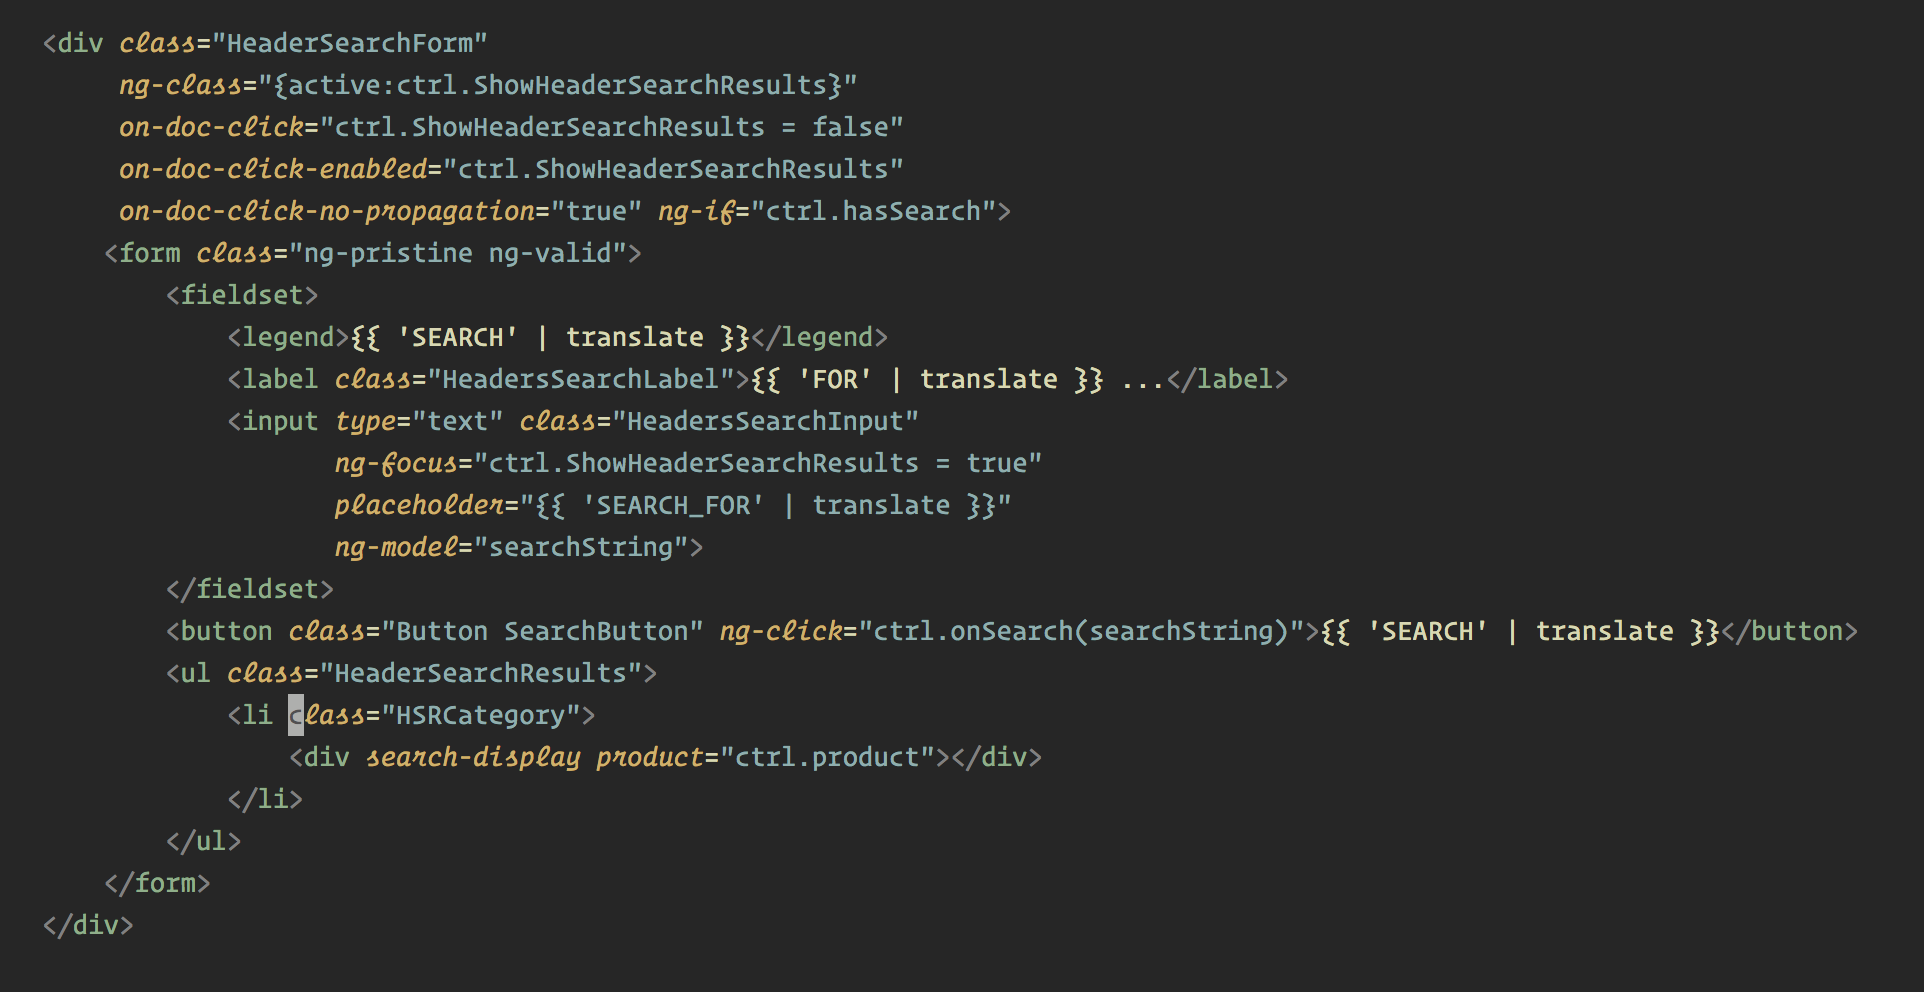 <div class="HeaderSearchForm"
     ng-class="{active:ctrl.ShowHeaderSearchResults}"
     on-doc-click="ctrl.ShowHeaderSearchResults = false"
     on-doc-click-enabled="ctrl.ShowHeaderSearchResults"
     on-doc-click-no-propagation="true" ng-if="ctrl.hasSearch">
    <form class="ng-pristine ng-valid">
        <fieldset>
            <legend>{{ 'SEARCH' | translate }}</legend>
            <label class="HeadersSearchLabel">{{ 'FOR' | translate }} ...</label>
            <input type="text" class="HeadersSearchInput"
                   ng-focus="ctrl.ShowHeaderSearchResults = true"
                   placeholder="{{ 'SEARCH_FOR' | translate }}"
                   ng-model="searchString">
        </fieldset>
        <button class="Button SearchButton" ng-click="ctrl.onSearch(searchString)">{{ 'SEARCH' | translate }}</button>
        <ul class="HeaderSearchResults">
            <li class="HSRCategory">
                <div search-display product="ctrl.product"></div>
            </li>
        </ul>
    </form>
</div>